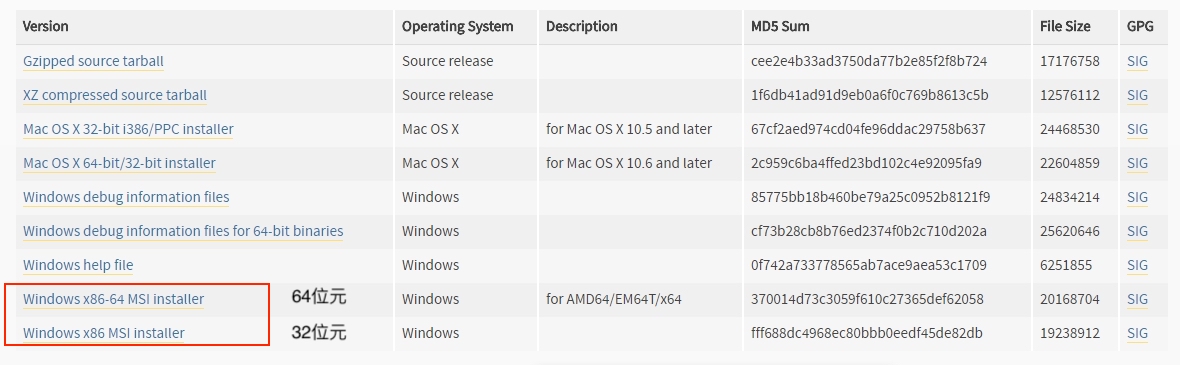 Version Operating System Description MD5 Sum File Size GPG
Gzipped source tarball Source release cee2e4b33ad3750da77b2e85f2f8b724 17176758 SIG
XZ compressed source tarball Source release 1f6db41ad91d9eb0a6f0c769b8613c5b 12576112 SIG
Mac OS X 32-bit i386/PPC installer Mac OS X for Mac OS X 10.5 and later 67cf2aed974cd04fe96ddac29758b637 24468530 SIG
Mac OS X 64-bit/32-bit installer Mac OS X for Mac OS X 10.6 and later 2c959c6ba4ffed23bd102c4e92095fa9 22604859 SIG
Windows debug information files Windows 85775bb18b460be79a25c0952b8121f9 24834214 SIG
Windows debug information files for 64-bit binaries Windows cf73b28cb8b76ed2374f0b2c710d202a 25620646 SIG
Windows help file Windows 0f742a733778565ab7ace9aea53c1709 6251855 SIG
Windows x86-64 MSI installer 64位元 Windows for AMD64/EM64T/x64 370014d73c3059f610c27365def62058 20168704 SIG
Windows x86 MSI installer 32位元 Windows fff688dc4968ec80bbb0eedf45de82db 19238912 SIG